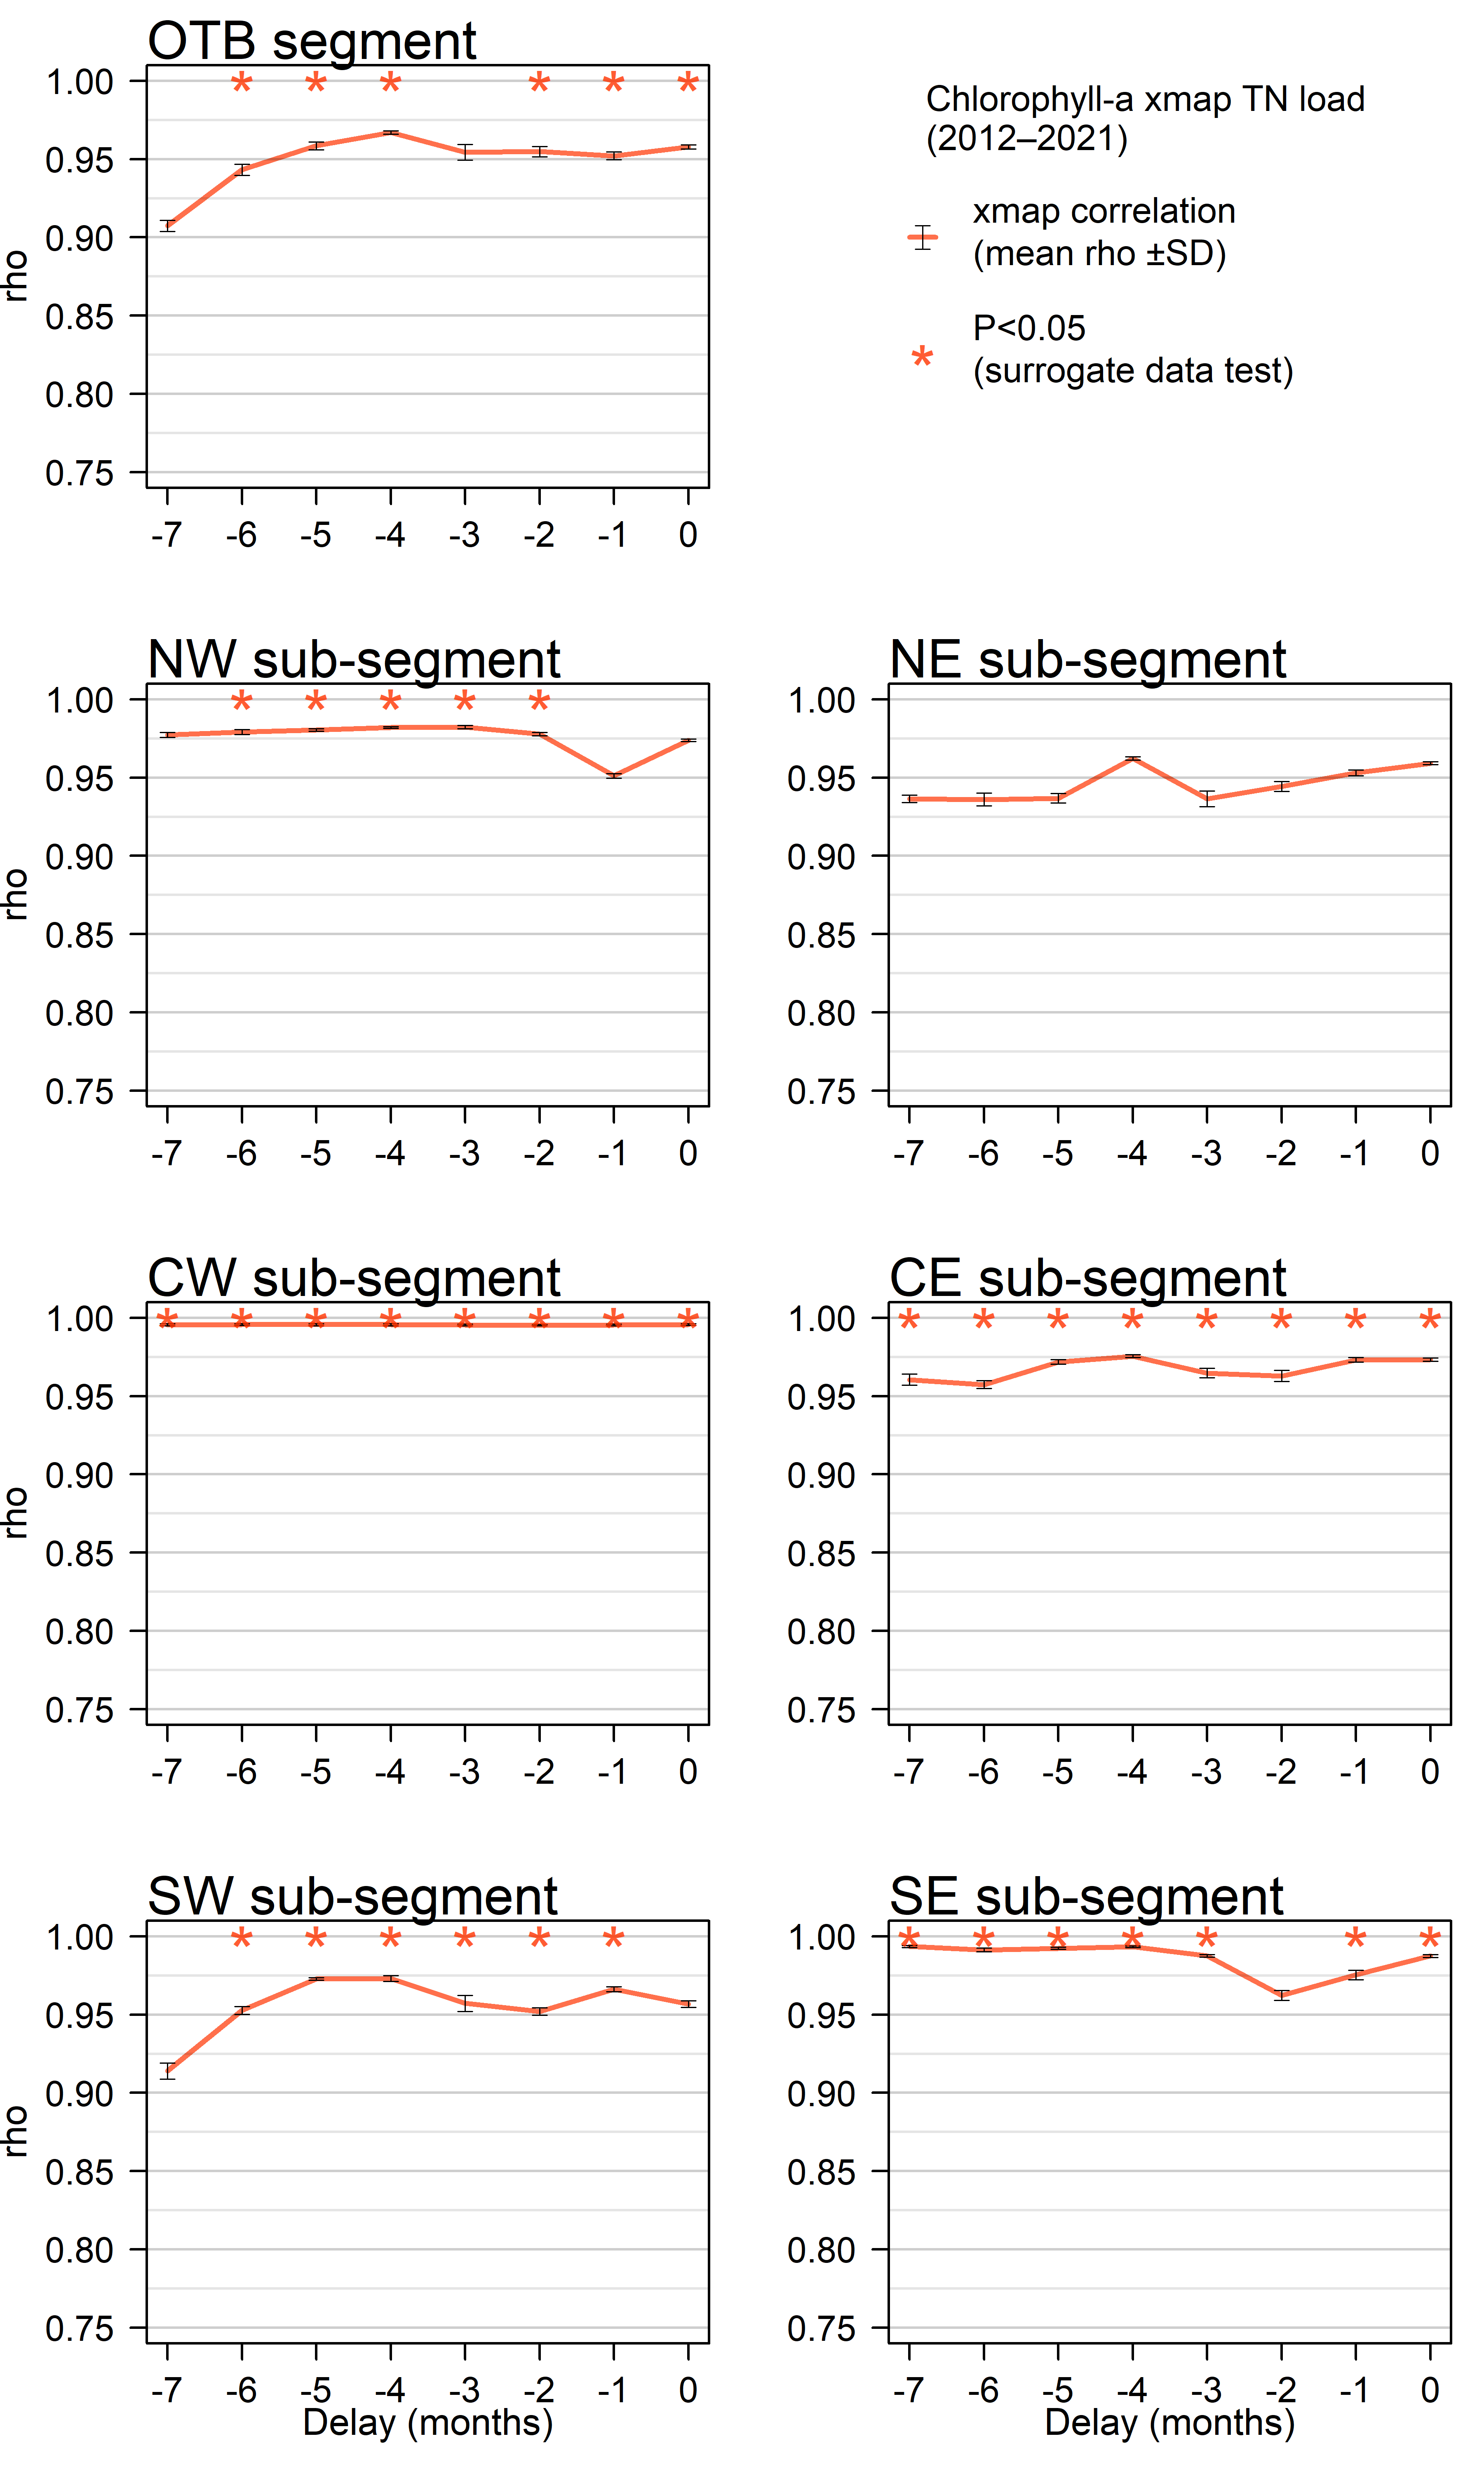 OTB segment
1.00
0.95
0.90
0.85
0.80
0.75
rho
* * * * * *
-7 -6 -5 -4 -3 -2 -1 0
Chlorophyll-a xmap TN load
(2012–2021)
xmap correlation
(mean rho ±SD)
* P<0.05
(surrogate data test)
NW sub-segment
1.00
0.95
0.90
0.85
0.80
0.75
rho
* * * * *
-7 -6 -5 -4 -3 -2 -1 0
NE sub-segment
1.00
0.95
0.90
0.85
0.80
0.75
-7 -6 -5 -4 -3 -2 -1 0
CW sub-segment
1.00
0.95
0.90
0.85
0.80
0.75
rho
* * * * * * * *
-7 -6 -5 -4 -3 -2 -1 0
CE sub-segment
1.00
0.95
0.90
0.85
0.80
0.75
* * * * * * * *
-7 -6 -5 -4 -3 -2 -1 0
SW sub-segment
1.00
0.95
0.90
0.85
0.80
0.75
rho
* * * * * *
-7 -6 -5 -4 -3 -2 -1 0
Delay (months)
SE sub-segment
1.00
0.95
0.90
0.85
0.80
0.75
* * * * * * *
-7 -6 -5 -4 -3 -2 -1 0
Delay (months)